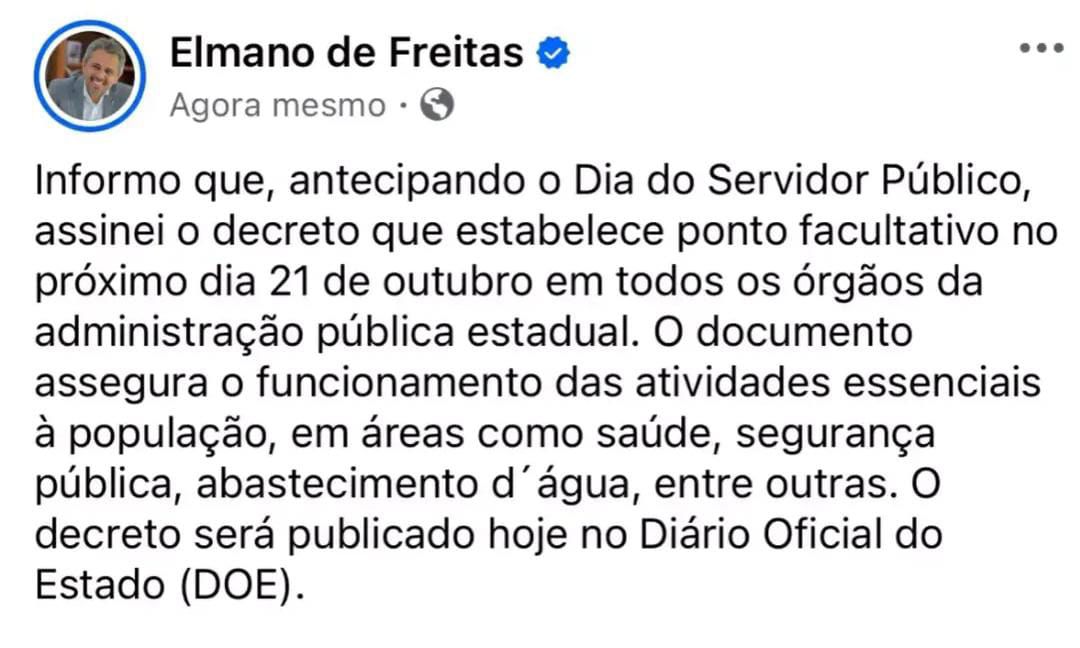 Elmano de Freitas
Agora mesmo ·
Informo que, antecipando o Dia do Servidor Público,
assinei o decreto que estabelece ponto facultativo no
próximo dia 21 de outubro em todos os órgãos da
administração pública estadual. O documento
assegura o funcionamento das atividades essenciais
à população, em áreas como saúde, segurança
pública, abastecimento d´água, entre outras. O
decreto será publicado hoje no Diário Oficial do
Estado (DOE).